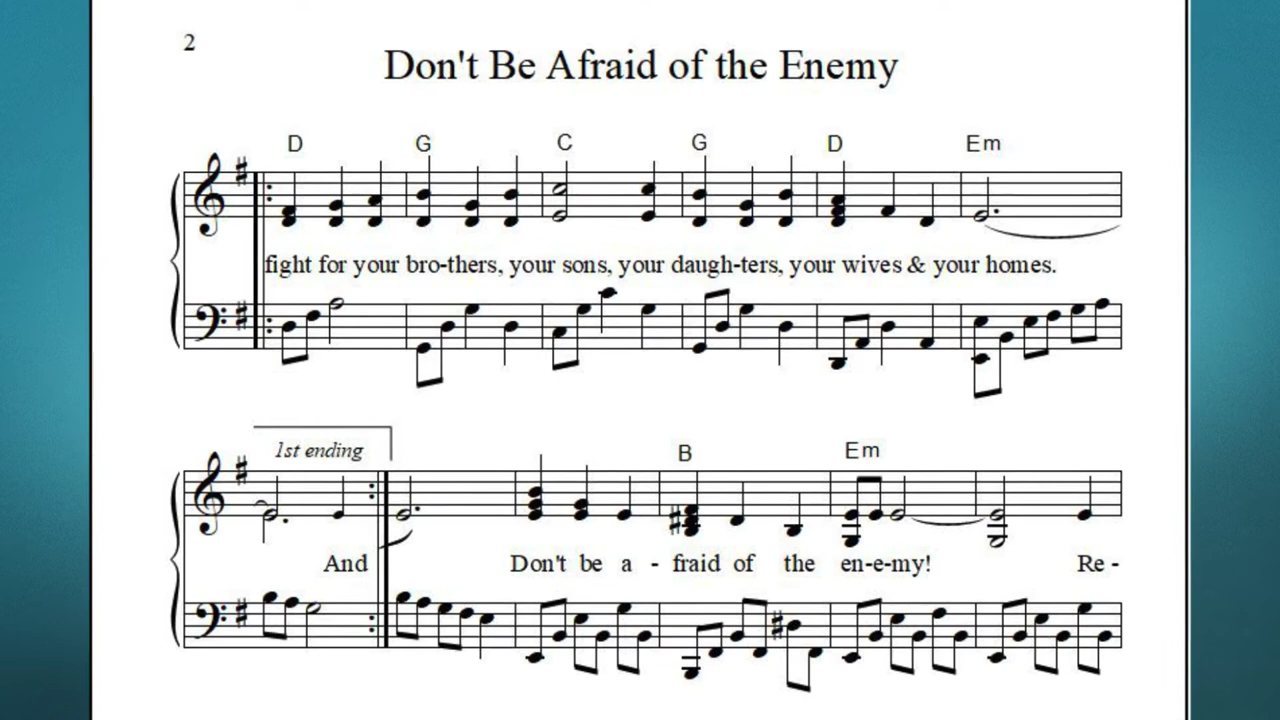 2
Don't Be Afraid of the Enemy
D G C G D Em
fight for your bro-thers, your sons, your daugh-ters, your wives & your homes.
1st ending B Em
And Don't be a - fraid of the en-e-my! Re -